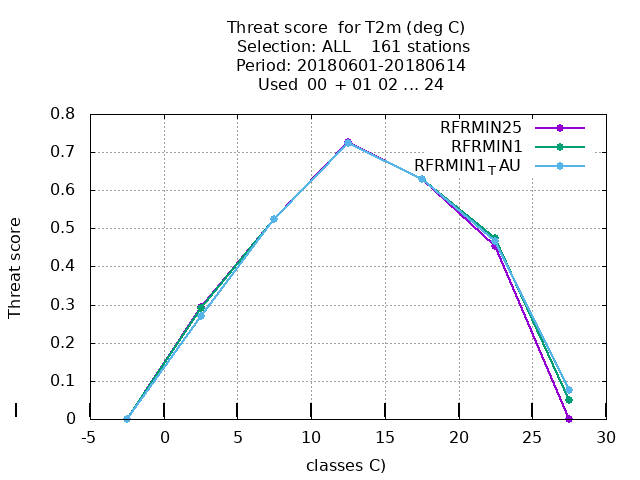 Threat score for T2m (deg C)
Selection: ALL 161 stations
Period: 20180601-20180614
Used 00 + 01 02 ... 24
RFRMIN25
RFRMIN1
RFRMIN1TAU
Threat score
0.8
0.7
0.6
0.5
0.4
0.3
0.2
0.1
0
-5
0
5
10
15
20
25
30
classes C)